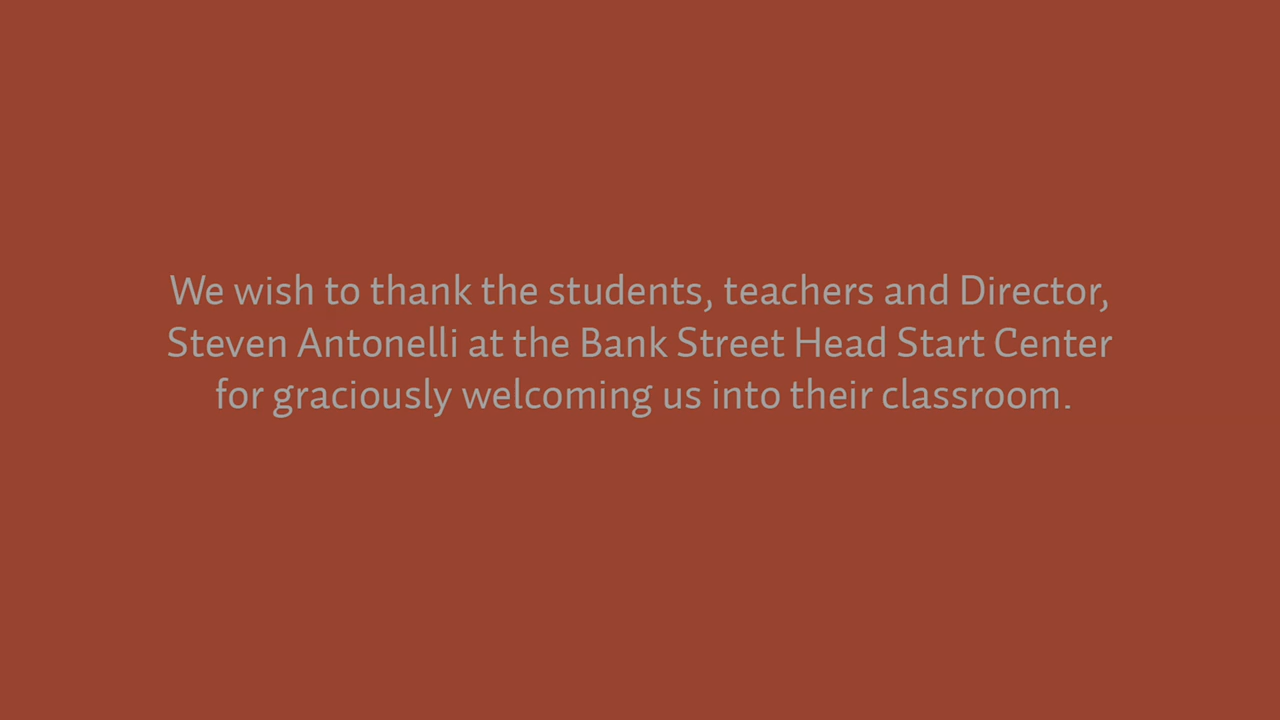 We wish to thank the students, teachers and Director,
Steven Antonelli at the Bank Street Head Start Center
for graciously welcoming us into their classroom.